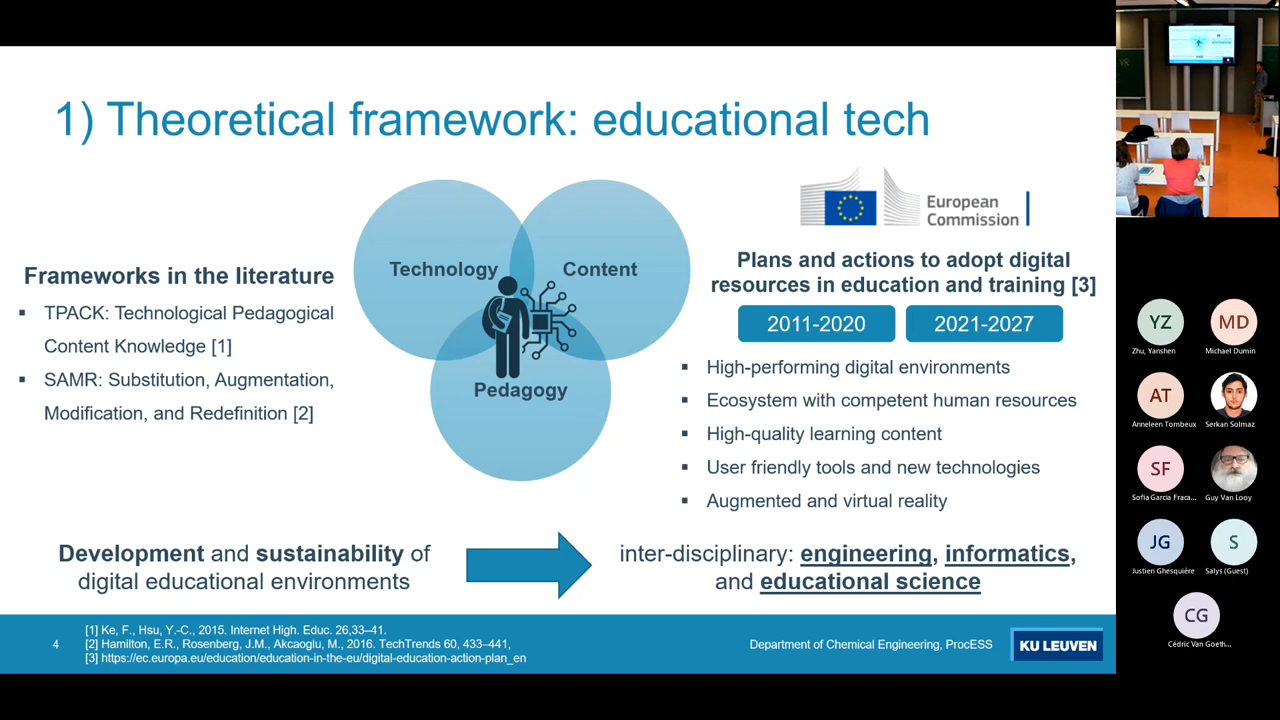 1) Theoretical framework: educational tech
Frameworks in the literature
▪ TPACK: Technological Pedagogical
Content Knowledge [1]
▪ SAMR: Substitution, Augmentation,
Modification, and Redefinition [2]
Technology
Content
Pedagogy
European
Commission
Plans and actions to adopt digital
resources in education and training [3]
2011-2020
2021-2027
▪ High-performing digital environments
▪ Ecosystem with competent human resources
▪ High-quality learning content
▪ User friendly tools and new technologies
▪ Augmented and virtual reality
Development and sustainability of
digital educational environments
inter-disciplinary: engineering, informatics,
and educational science
4
[1] Ke, F., Hsu, Y.-C., 2015. Internet High. Educ. 26,33–41.
[2] Hamilton, E.R., Rosenberg, J.M., Akcaoglu, M., 2016. TechTrends 60, 433–441,
[3] https://ec.europa.eu/education/education-in-the-eu/digital-education-action-plan_en
Department of Chemical Engineering, ProcESS
KU LEUVEN
YZ
Zhu, Yanshen
MD
Michael Dumin
AT
Anneleen Tombeux
Serkan Solmaz
SF
Sofia Garcia Fraca...
Guy Van Looy
JG
Justien Ghesquière
S
Salys (Guest)
CG
Cédric Van Goeth...